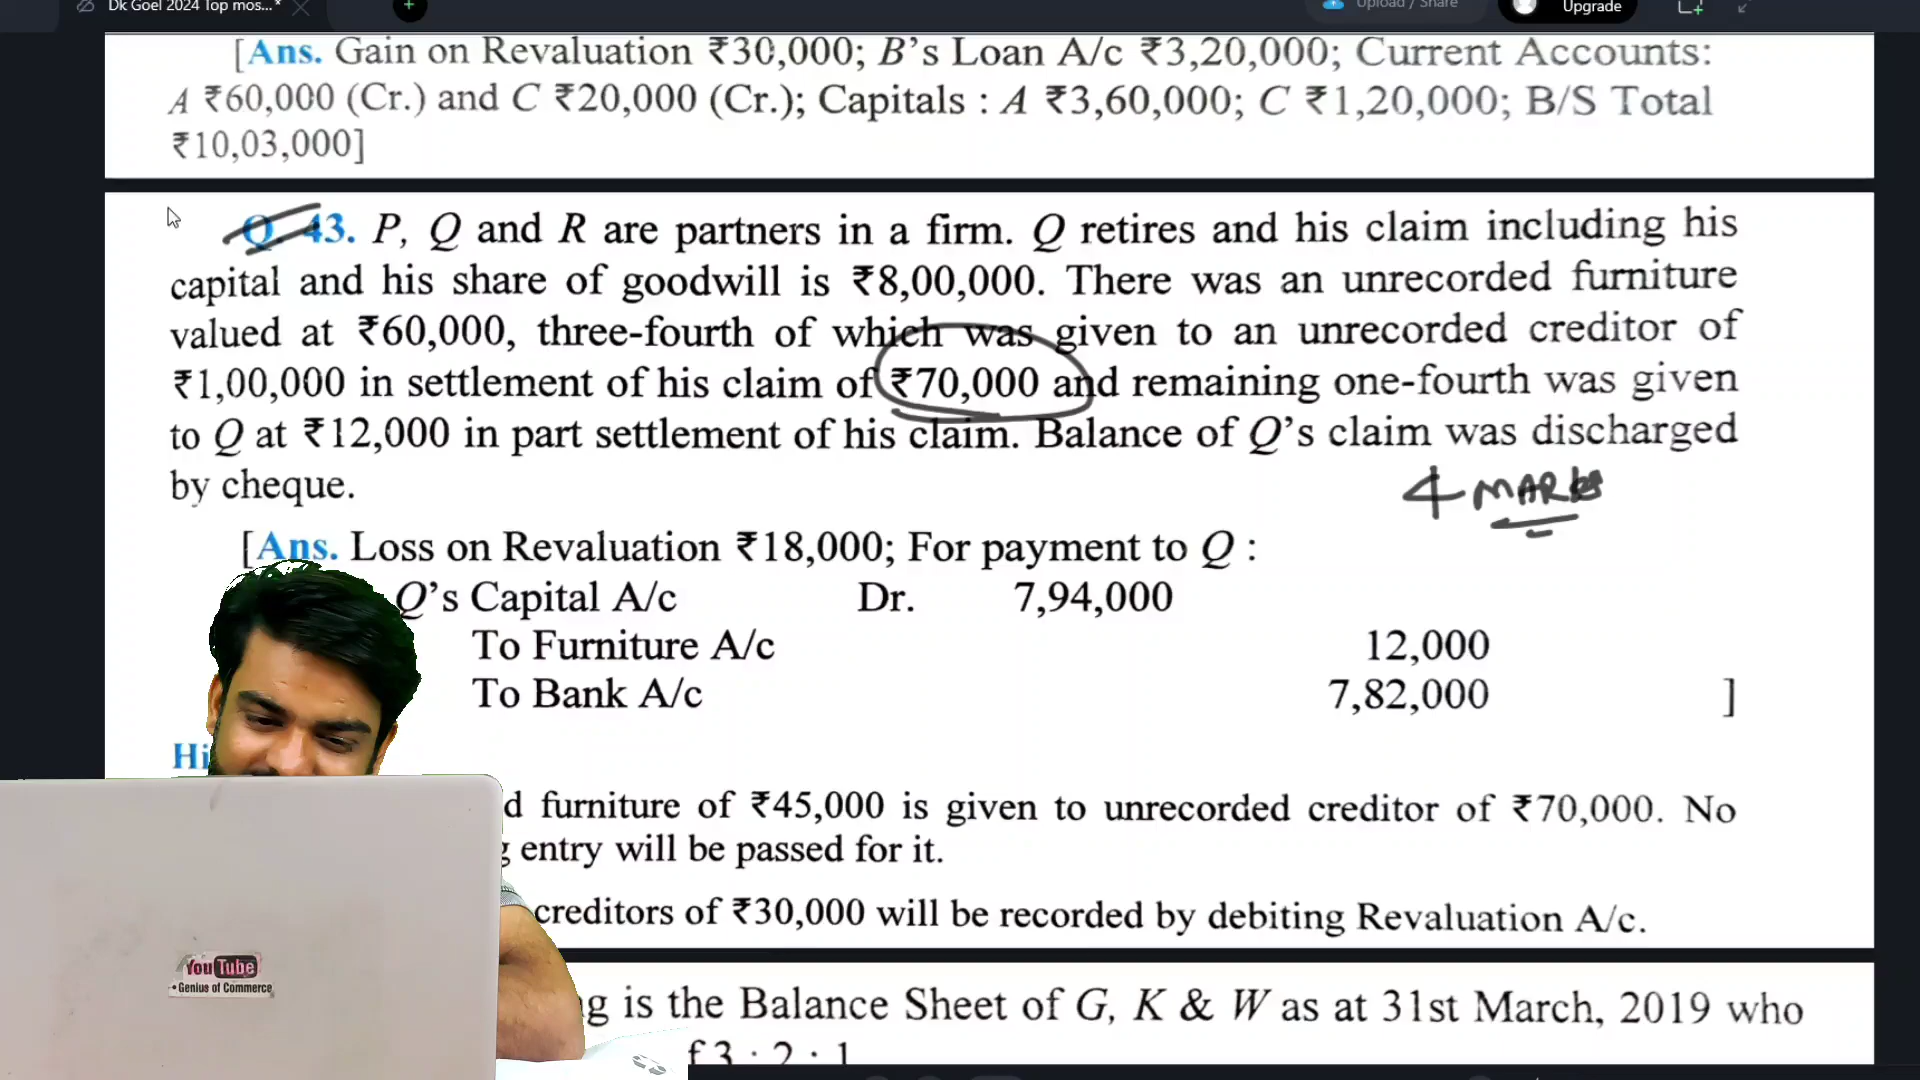 Dk Goel 2024 Top mos...*
Upload / Share
Upgrade
[Ans. Gain on Revaluation ₹30,000; B’s Loan A/c ₹3,20,000; Current Accounts:
A ₹60,000 (Cr.) and C ₹20,000 (Cr.); Capitals : A ₹3,60,000; C ₹1,20,000; B/S Total
₹10,03,000]
Q. 43. P, Q and R are partners in a firm. Q retires and his claim including his
capital and his share of goodwill is ₹8,00,000. There was an unrecorded furniture
valued at ₹60,000, three-fourth of which was given to an unrecorded creditor of
₹1,00,000 in settlement of his claim of ₹70,000 and remaining one-fourth was given
to Q at ₹12,000 in part settlement of his claim. Balance of Q’s claim was discharged
by cheque.
4 MARKS
[Ans. Loss on Revaluation ₹18,000; For payment to Q :
Q’s Capital A/c Dr. 7,94,000
To Furniture A/c 12,000
To Bank A/c 7,82,000 ]
Hi
d furniture of ₹45,000 is given to unrecorded creditor of ₹70,000. No
entry will be passed for it.
creditors of ₹30,000 will be recorded by debiting Revaluation A/c.
YouTube
Genius of Commerce
g is the Balance Sheet of G, K & W as at 31st March, 2019 who
f 3 : 2 : 1